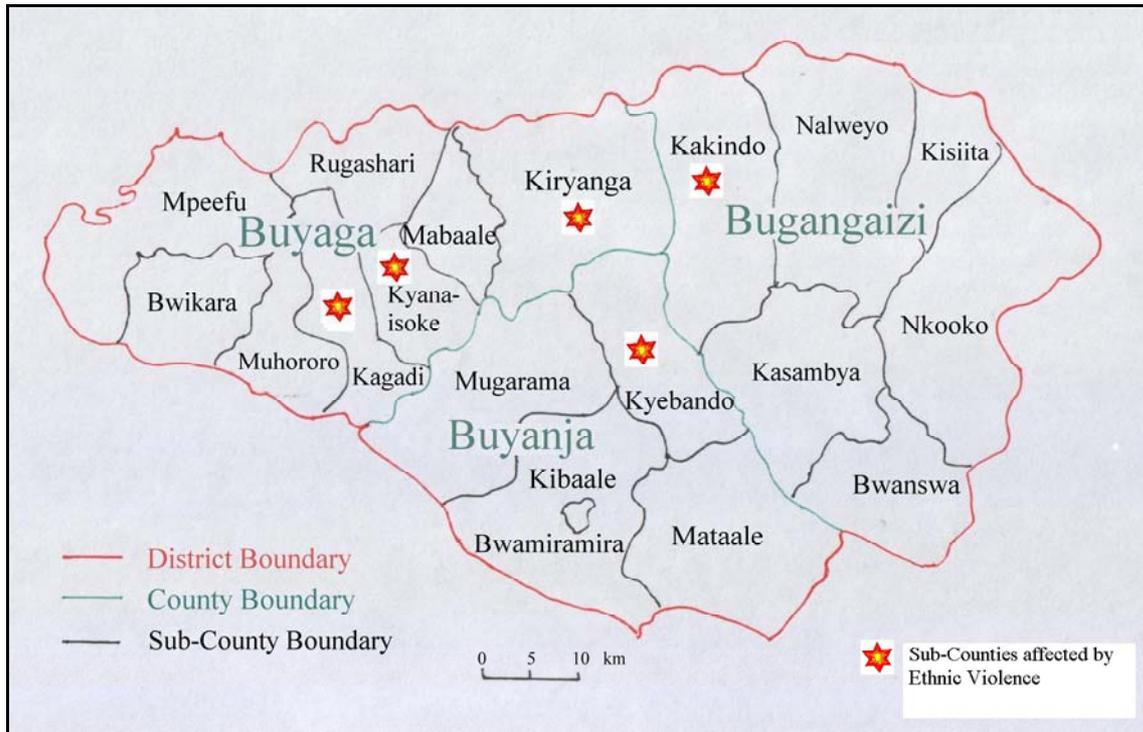 Nalweyo
Kakindo
Kisiita
Rugashari
Kiryanga
Mpeefu
Bugangaizi
Buyaga
Mabaale
Bwikara
Kyana-
isoke
Nkooko
Muhororo
Kagadi
Mugarama
Kasambya
Kyebando
Buyanja
Kibaale
Bwanswa
Bwamiramira
Mataale
District Boundary
County Boundary
Sub-County Boundary
0 5 10 km
Sub-Counties affected by
Ethnic Violence